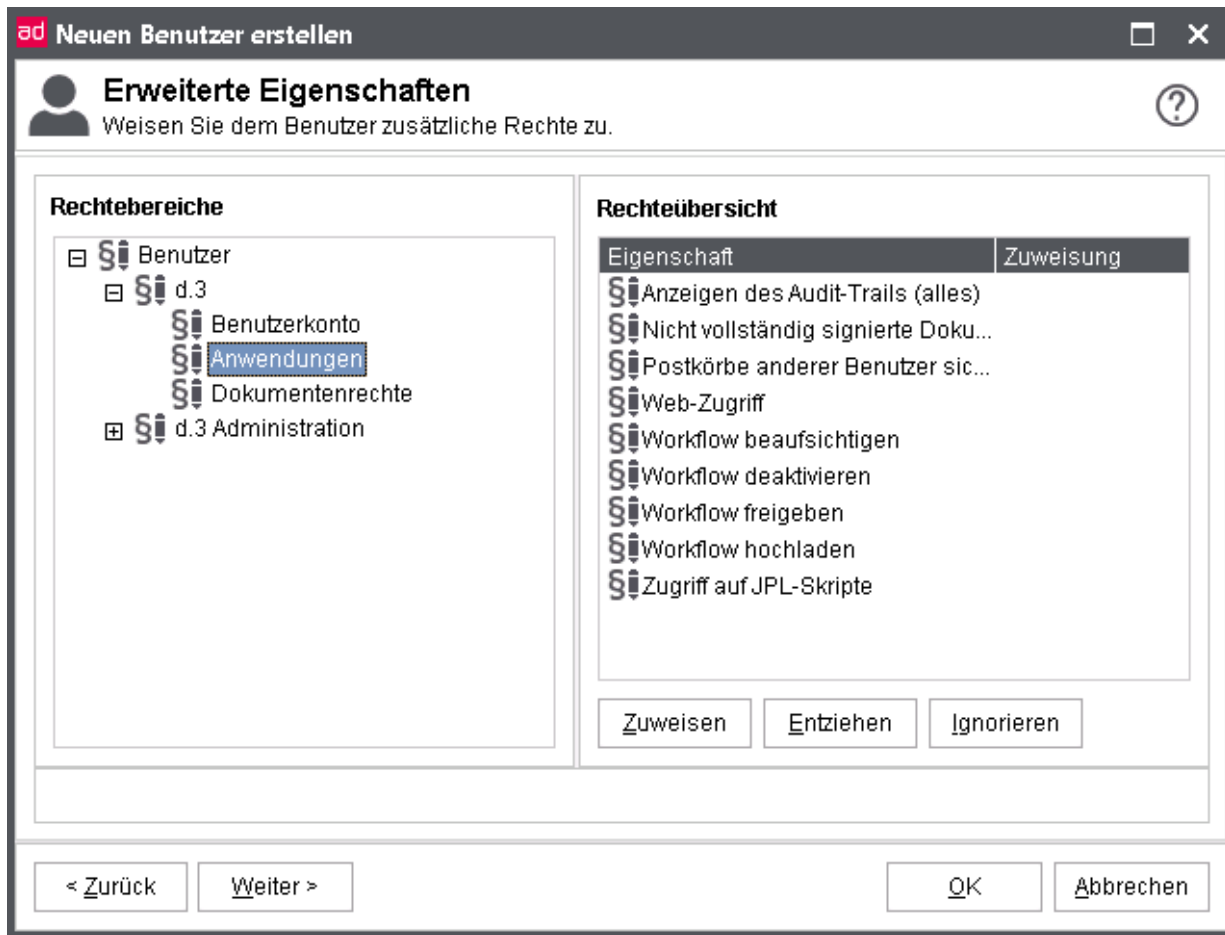 ad Neuen Benutzer erstellen
Erweiterte Eigenschaften
Weisen Sie dem Benutzer zusätzliche Rechte zu.
Rechtebereiche
Benutzer
d.3
Benutzerkonto
Anwendungen
Dokumentenrechte
d.3 Administration
Rechteübersicht
Eigenschaft Zuweisung
Anzeigen des Audit-Trails (alles)
Nicht vollständig signierte Doku...
Postkörbe anderer Benutzer sic...
Web-Zugriff
Workflow beaufsichtigen
Workflow deaktivieren
Workflow freigeben
Workflow hochladen
Zugriff auf JPL-Skripte
Zuweisen Entziehen Ignorieren
< Zurück Weiter > OK Abbrechen